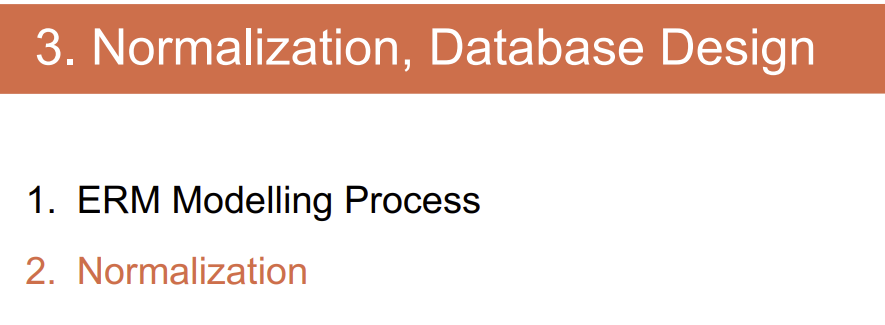 3. Normalization, Database Design
1. ERM Modelling Process
2. Normalization